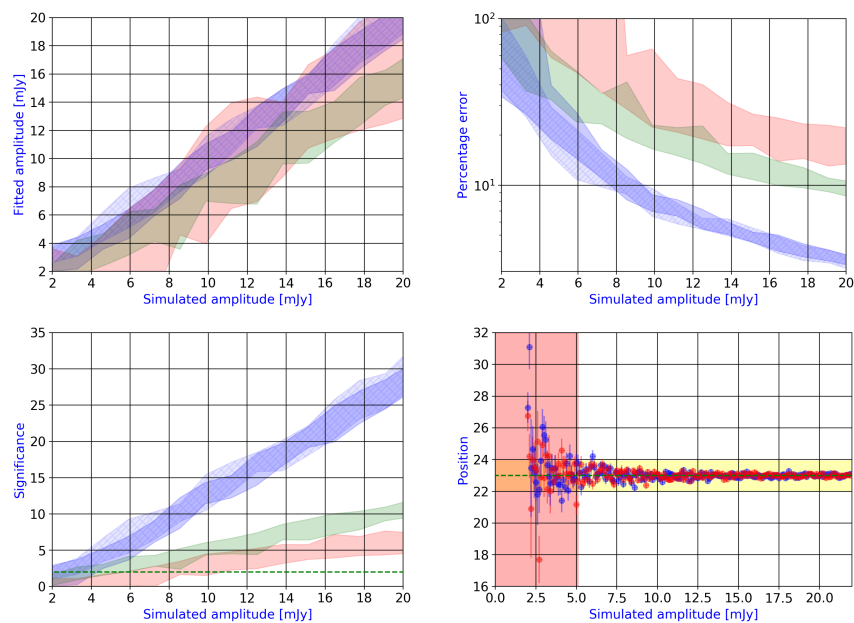 20
18
16
14
12
10
8
6
4
2
Fitted amplitude [mJy]
2 4 6 8 10 12 14 16 18 20
Simulated amplitude [mJy]
10²
10¹
Percentage error
2 4 6 8 10 12 14 16 18 20
Simulated amplitude [mJy]
35
30
25
20
15
10
5
0
Significance
2 4 6 8 10 12 14 16 18 20
Simulated amplitude [mJy]
32
30
28
26
24
22
20
18
16
Position
0.0 2.5 5.0 7.5 10.0 12.5 15.0 17.5 20.0
Simulated amplitude [mJy]